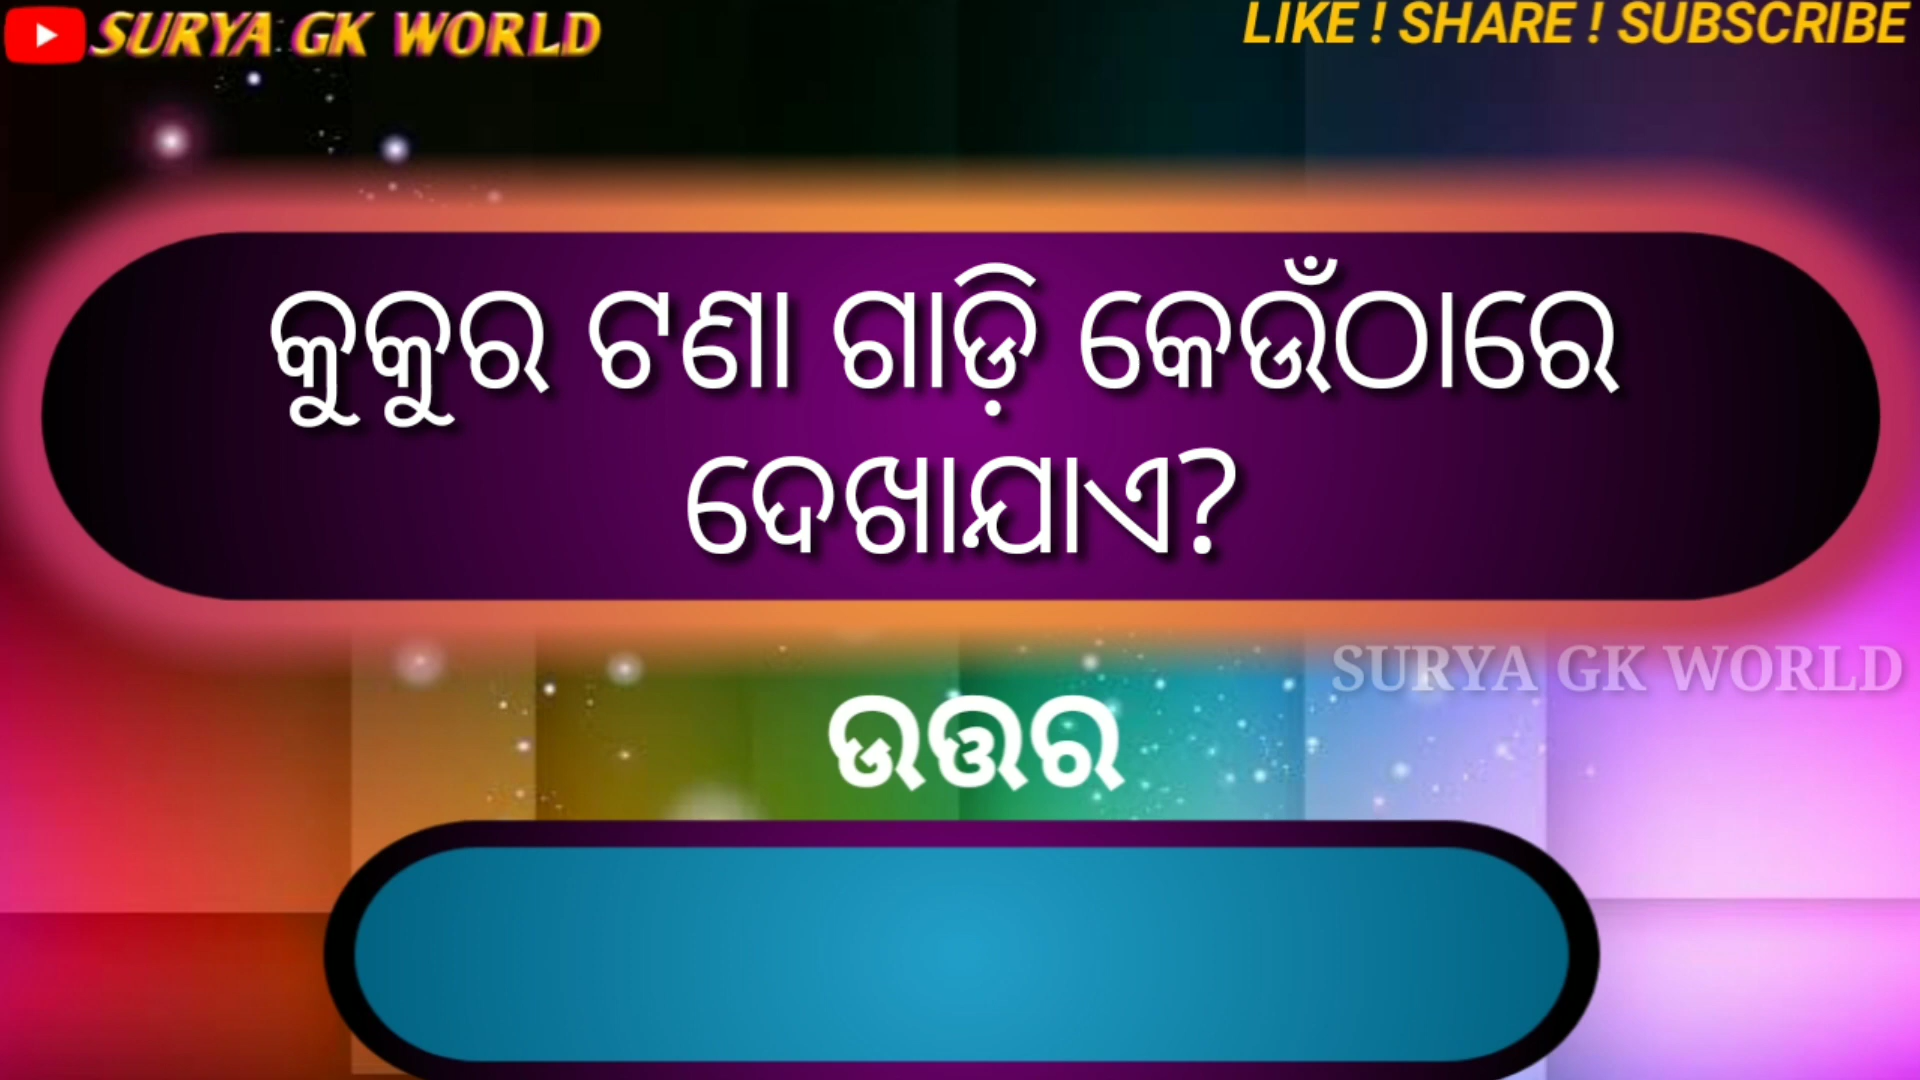 SURYA GK WORLD
LIKE ! SHARE ! SUBSCRIBE
କୁକୁର ଟଣା ଗାଡ଼ି କେଉଁଠାରେ
ଦେଖାଯାଏ?
SURYA GK WORLD
ଉତ୍ତର